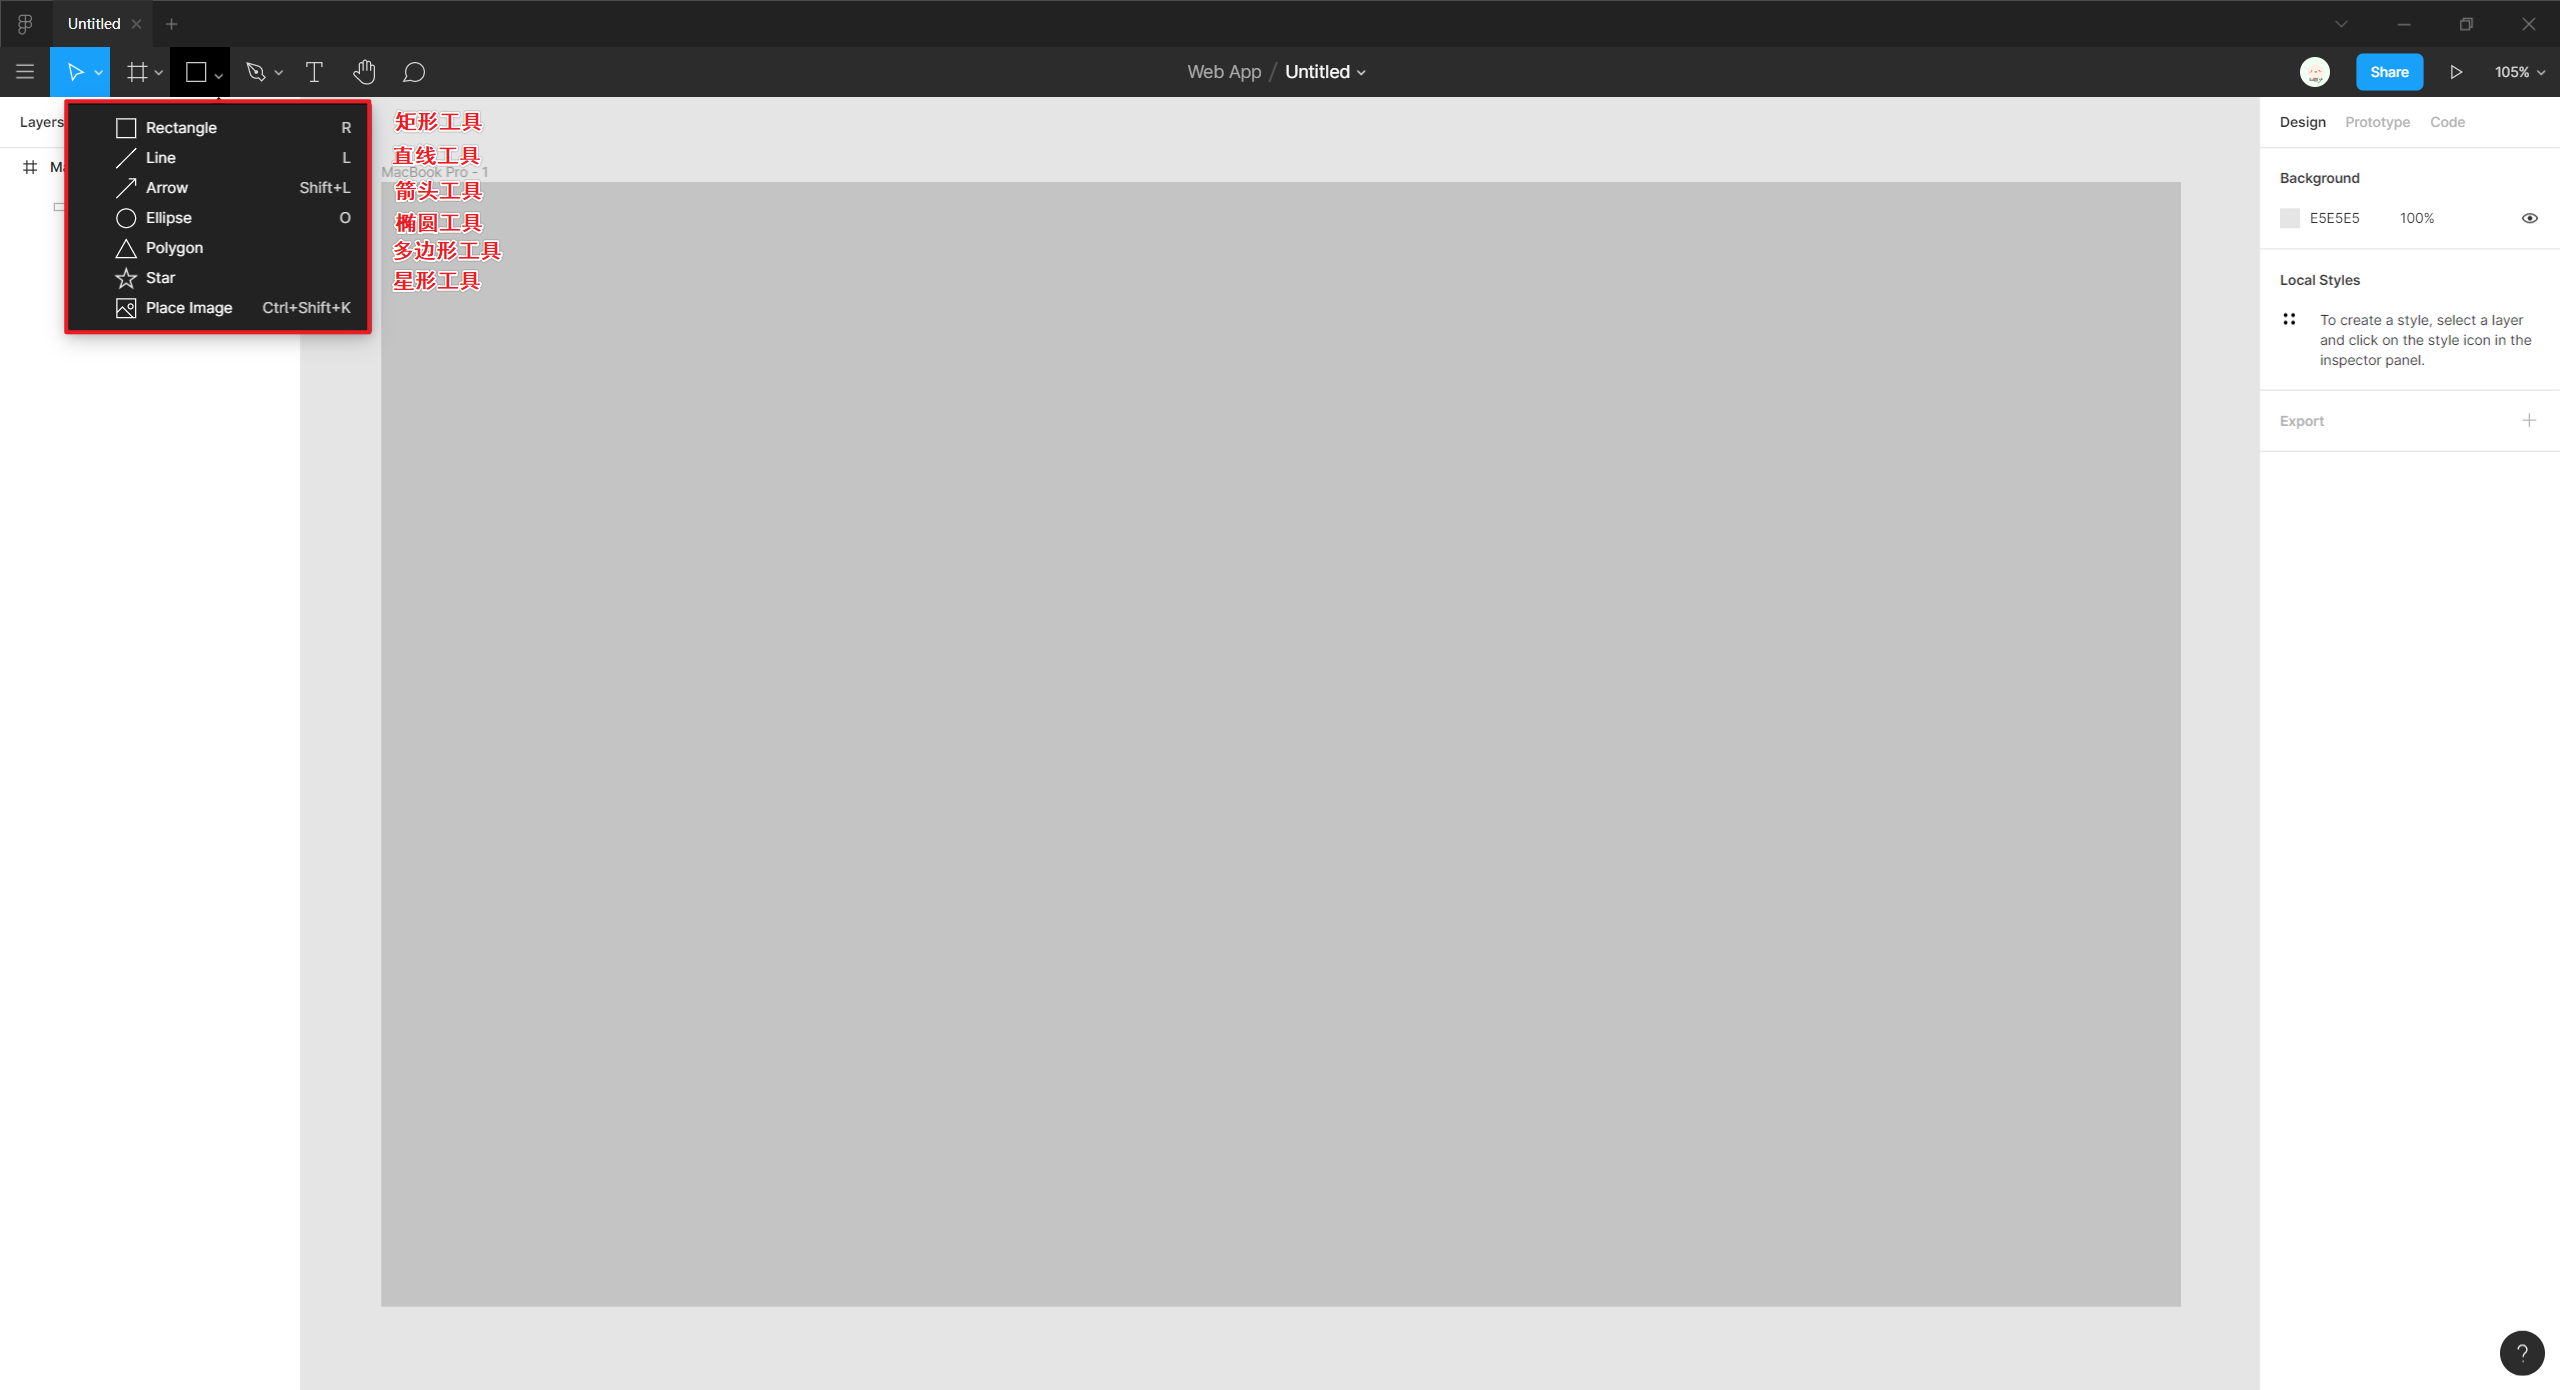 Untitled
Web App / Untitled
Share
105%
Layers
Ma
Rectangle R
Line L
Arrow Shift+L
Ellipse O
Polygon
Star
Place Image Ctrl+Shift+K
矩形工具
直线工具
MacBook Pro - 1
箭头工具
椭圆工具
多边形工具
星形工具
Design Prototype Code
Background
E5E5E5 100%
Local Styles
To create a style, select a layer
and click on the style icon in the
inspector panel.
Export
?